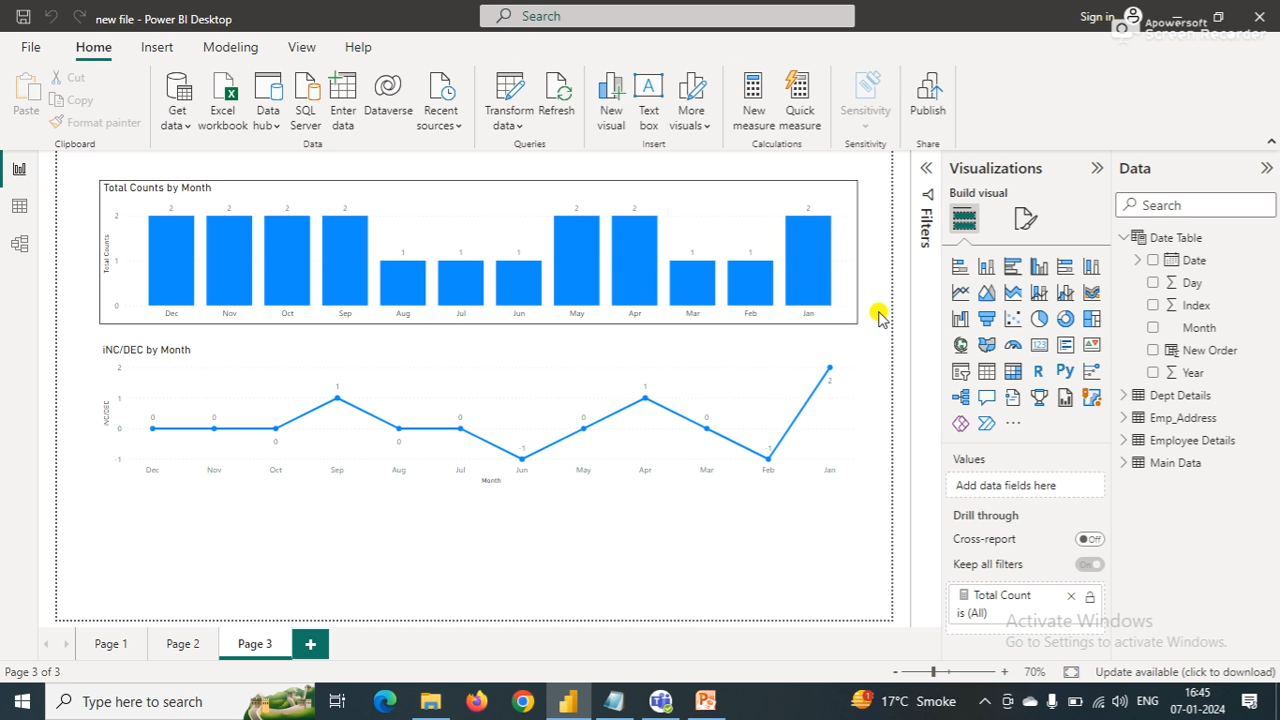 new file - Power BI Desktop
Search
Sign in
Apowersoft
Screen Recorder
File
Home
Insert
Modeling
View
Help
Paste
Cut
Copy
Format painter
Get data
Excel workbook
Data hub
SQL Server
Enter data
Dataverse
Recent sources
Transform data
Refresh
New visual
Text box
More visuals
New measure
Quick measure
Sensitivity
Publish
Clipboard
Data
Queries
Insert
Calculations
Sensitivity
Share
Total Counts by Month
Total Counts
2
1
0
2 2 2 2 1 1 1 2 2 1 1 2
Dec Nov Oct Sep Aug Jul Jun May Apr Mar Feb Jan
iNC/DEC by Month
iNC/DEC
2
1
0
-1
0 0 0 1 0 0 -1 0 1 0 -1 2
Dec Nov Oct Sep Aug Jul Jun May Apr Mar Feb Jan
Month
Filters
Visualizations
Build visual
R
Py
123
Values
Add data fields here
Drill through
Cross-report
Off
Keep all filters
On
Total Count
is (All)
Data
Search
Date Table
Date
Day
Index
Month
New Order
Year
Dept Details
Emp_Address
Employee Details
Main Data
Activate Windows
Go to Settings to activate Windows.
Page 1
Page 2
Page 3
Page 3 of 3
70%
Update available (click to download)
Type here to search
1
17°C Smoke
ENG
16:45
07-01-2024